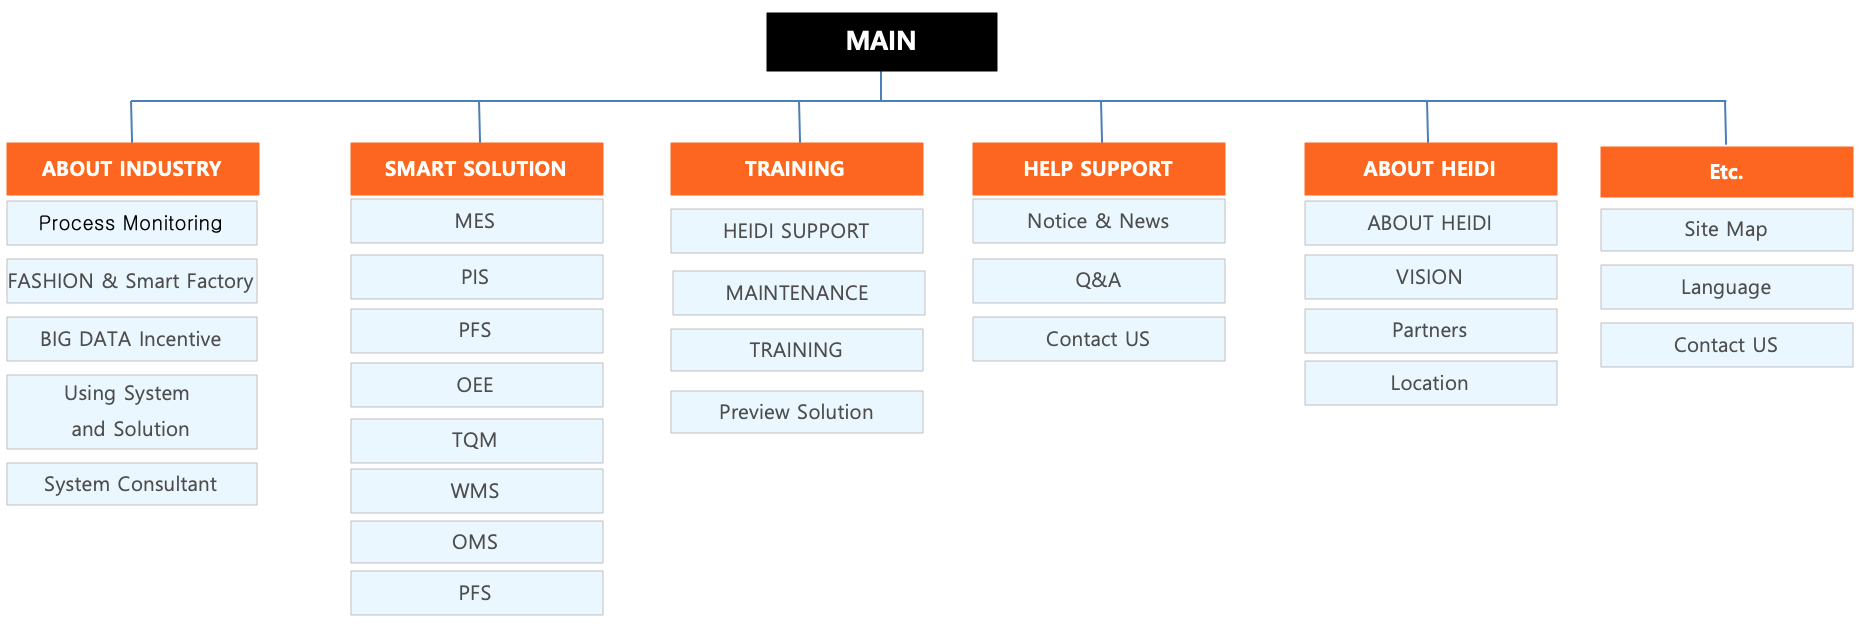 MAIN
ABOUT INDUSTRY
Process Monitoring
FASHION & Smart Factory
BIG DATA Incentive
Using System
and Solution
System Consultant
SMART SOLUTION
MES
PIS
PFS
OEE
TQM
WMS
OMS
PFS
TRAINING
HEIDI SUPPORT
MAINTENANCE
TRAINING
Preview Solution
HELP SUPPORT
Notice & News
Q&A
Contact US
ABOUT HEIDI
ABOUT HEIDI
VISION
Partners
Location
Etc.
Site Map
Language
Contact US